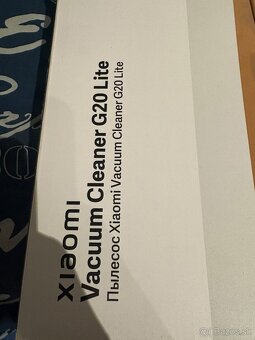 xiaomi
Vacuum Cleaner G20 Lite
Пылесос Xiaomi Vacuum Cleaner G20 Lite